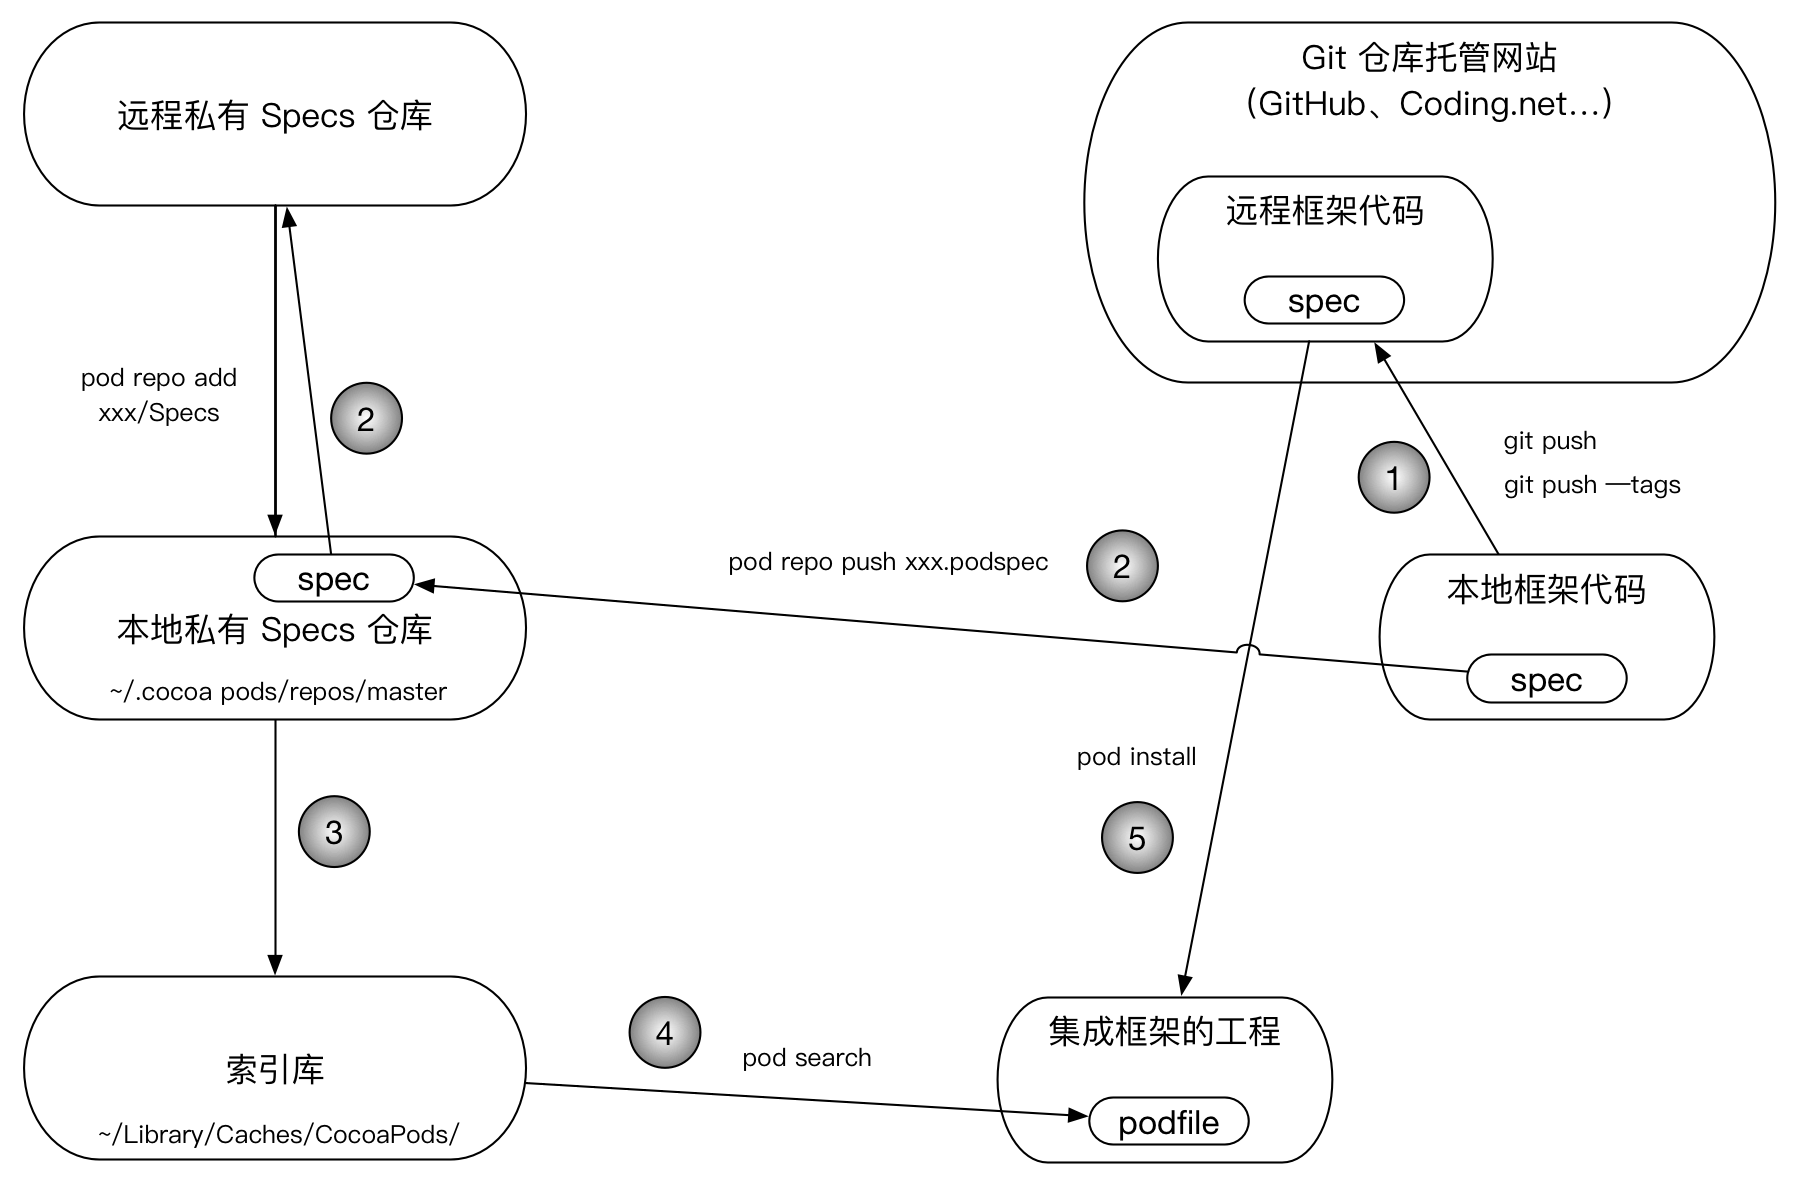 远程私有 Specs 仓库
Git 仓库托管网站
（GitHub、Coding.net…）
远程框架代码
spec
pod repo add
xxx/Specs
2
1
git push
git push —tags
pod repo push xxx.podspec
2
spec
本地私有 Specs 仓库
~/.cocoa pods/repos/master
本地框架代码
spec
pod install
5
3
4
pod search
索引库
~/Library/Caches/CocoaPods/
集成框架的工程
podfile